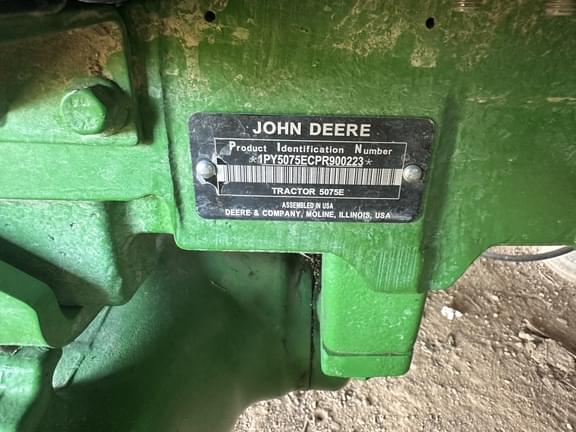 JOHN DEERE
Product Identification Number
*1PY5075ECPR900223*
TRACTOR 5075E
ASSEMBLED IN USA
DEERE & COMPANY, MOLINE, ILLINOIS, USA